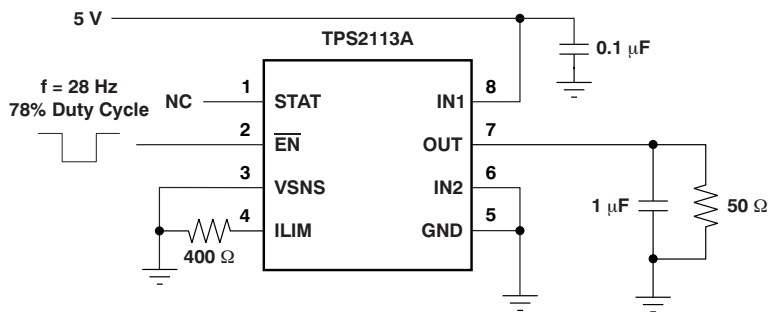 5 V
TPS2113A
0.1 μF
f = 28 Hz
78% Duty Cycle
NC
1
STAT
IN1
8
2
EN
OUT
7
3
VSNS
IN2
6
4
ILIM
GND
5
400 Ω
1 μF
50 Ω